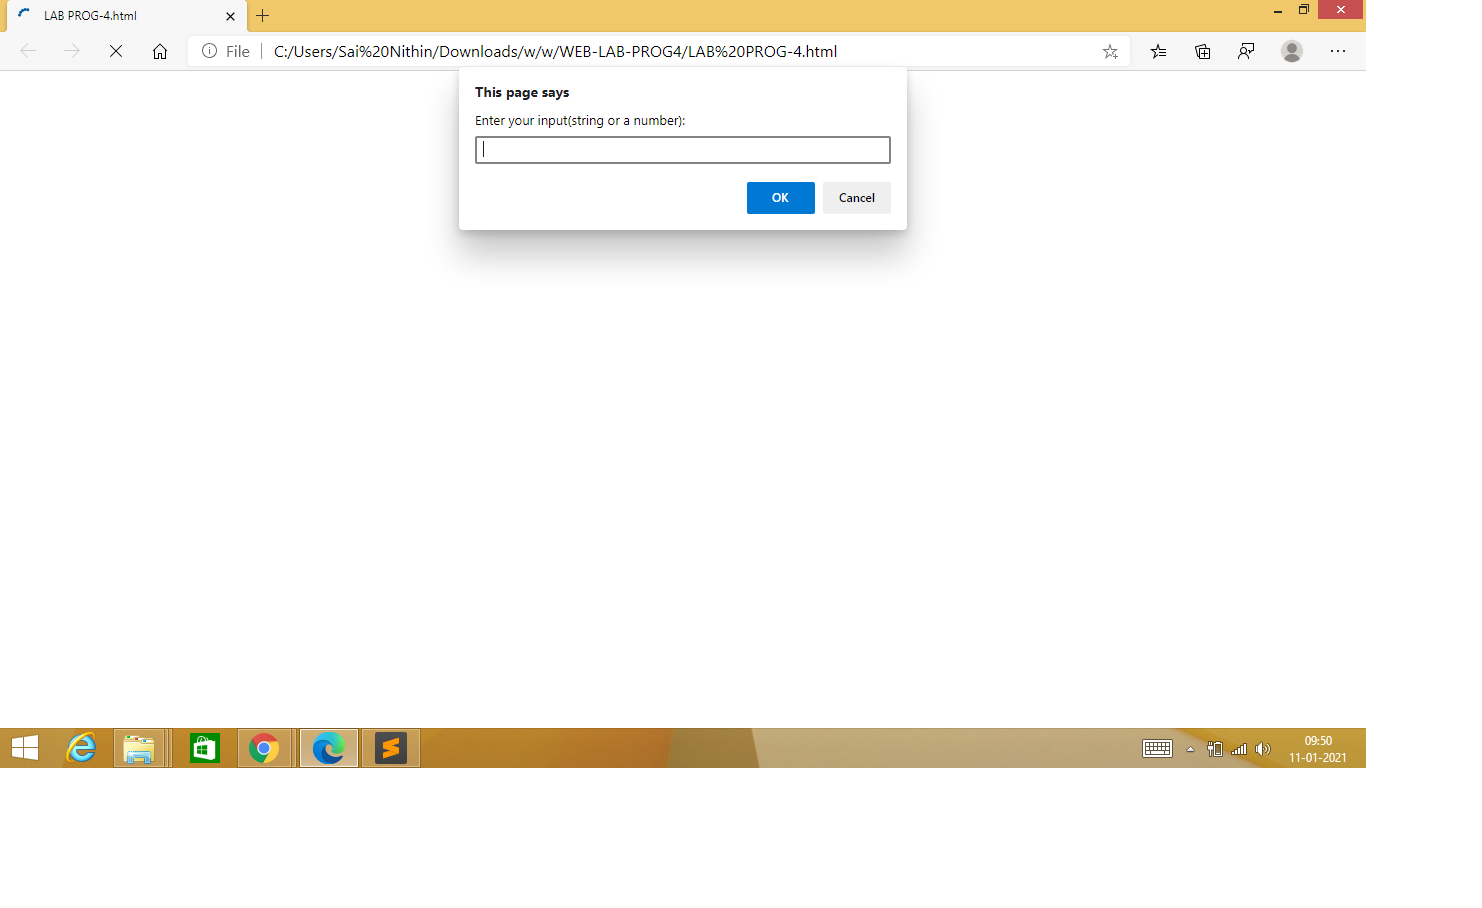 LAB PROG-4.html
File C:/Users/Sai%20Nithin/Downloads/w/w/WEB-LAB-PROG4/LAB%20PROG-4.html
This page says
Enter your input(string or a number):
OK Cancel
09:50
11-01-2021